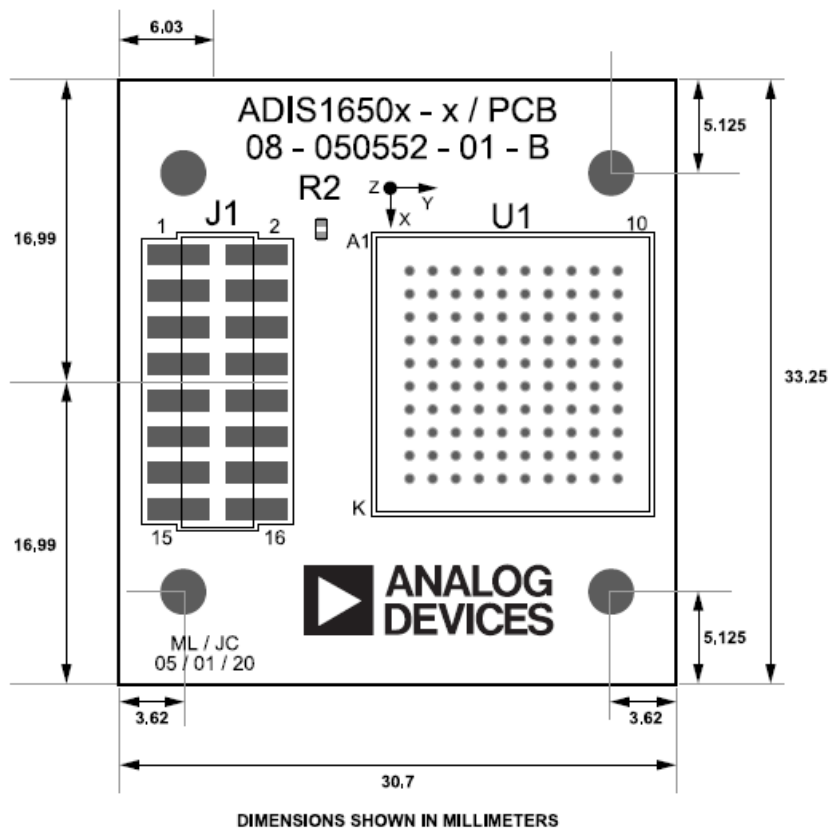 6,03
ADIS1650x - x / PCB
08 - 050552 - 01 - B
5.125
R2
Z
Y
X
J1
U1
1
2
A1
10
16,99
33.25
K
15
16
16,99
ANALOG
DEVICES
ML / JC
05 / 01 / 20
5,125
3.62
3.62
30,7
DIMENSIONS SHOWN IN MILLIMETERS